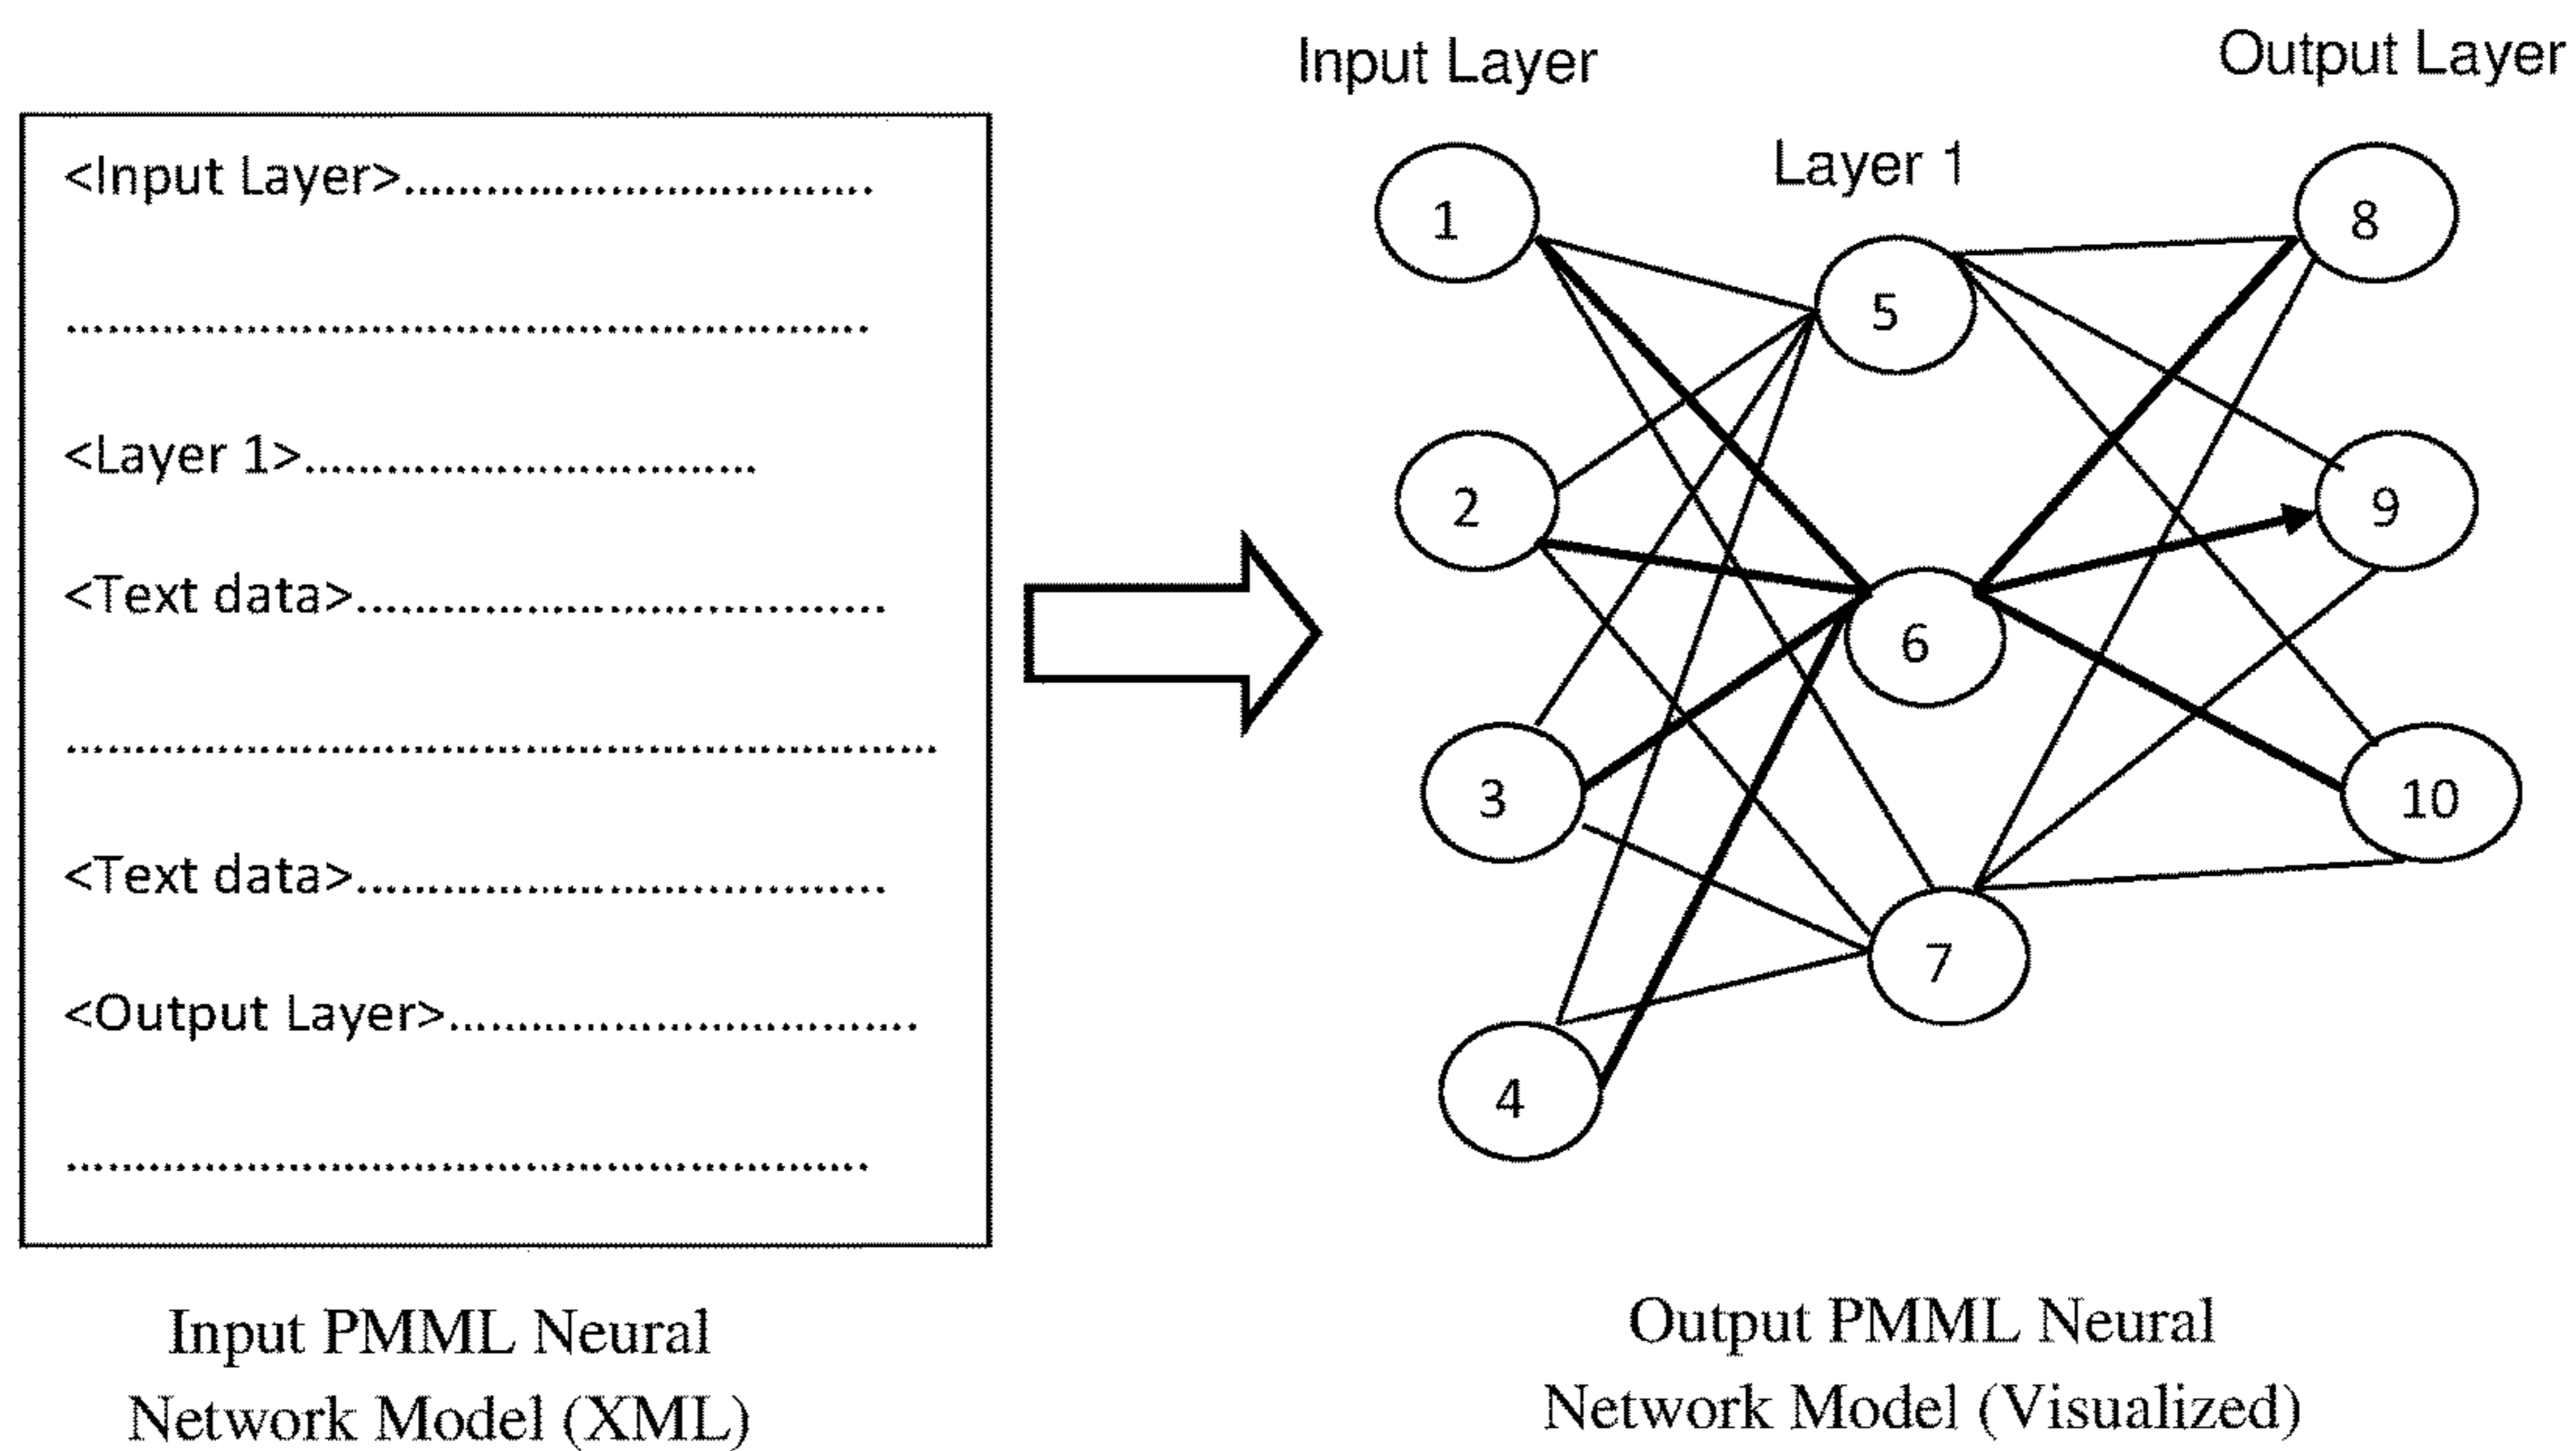 <Input Layer>..................................
..........................................................
<Layer 1>.................................
<Text data>......................................
...............................................................
<Text data>......................................
<Output Layer>..................................
..........................................................
Input PMML Neural
Network Model (XML)
Input Layer
Layer 1
Output Layer
1
2
3
4
5
6
7
8
9
10
Output PMML Neural
Network Model (Visualized)